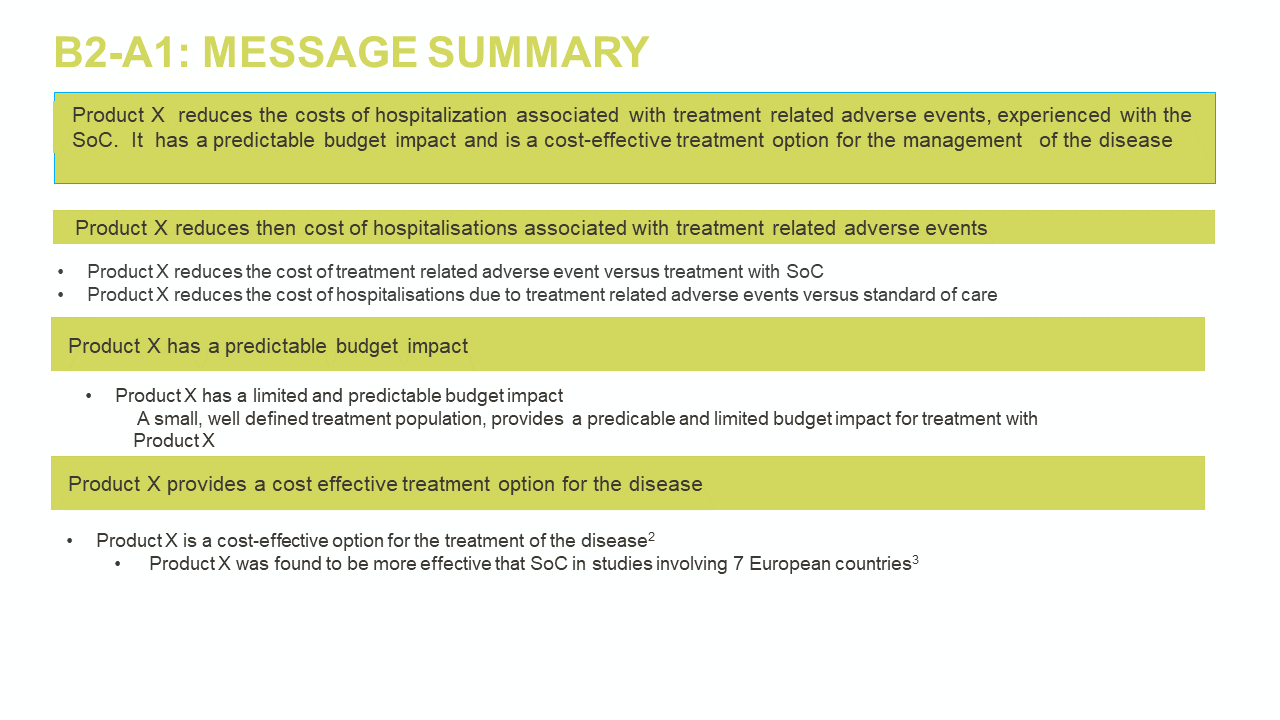 B2-A1: MESSAGE SUMMARY
Product X reduces the costs of hospitalization associated with treatment related adverse events, experienced with the
SoC. It has a predictable budget impact and is a cost-effective treatment option for the management of the disease
Product X reduces then cost of hospitalisations associated with treatment related adverse events
• Product X reduces the cost of treatment related adverse event versus treatment with SoC
• Product X reduces the cost of hospitalisations due to treatment related adverse events versus standard of care
Product X has a predictable budget impact
• Product X has a limited and predictable budget impact
A small, well defined treatment population, provides a predicable and limited budget impact for treatment with
Product X
Product X provides a cost effective treatment option for the disease
• Product X is a cost-effective option for the treatment of the disease2
• Product X was found to be more effective that SoC in studies involving 7 European countries3